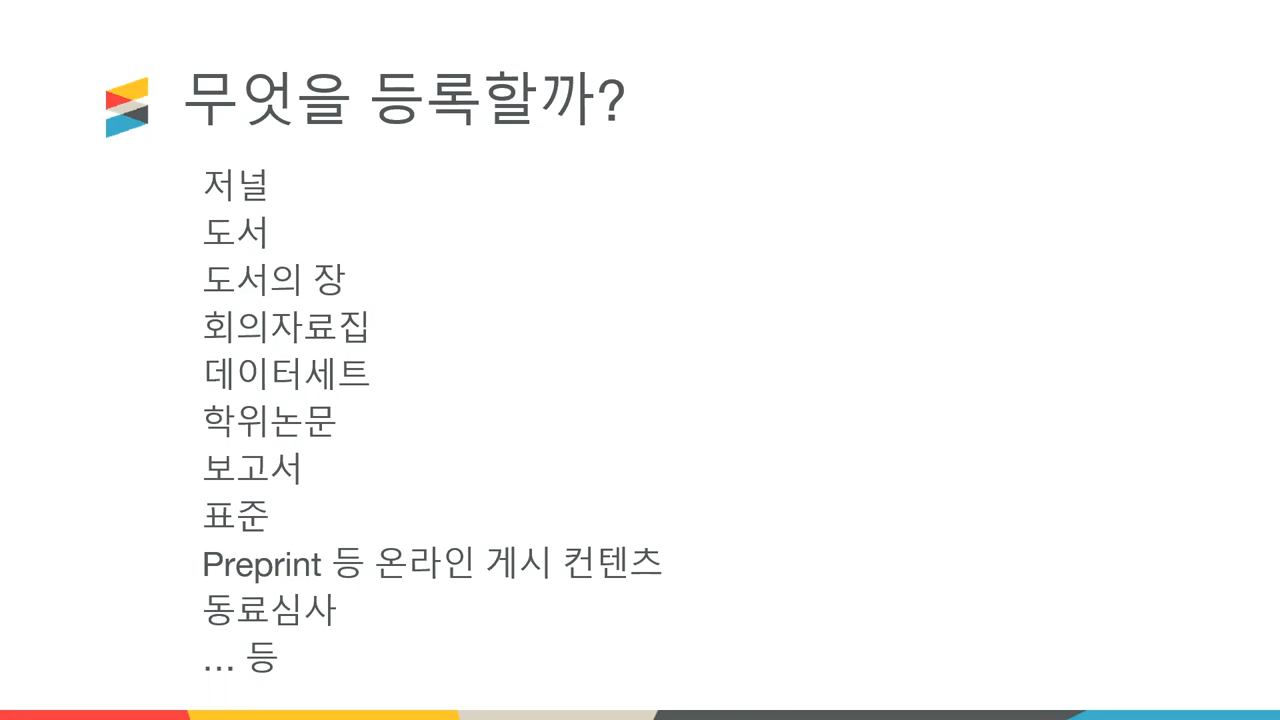 무엇을 등록할까?
저널
도서
도서의 장
회의자료집
데이터세트
학위논문
보고서
표준
Preprint 등 온라인 게시 컨텐츠
동료심사
... 등